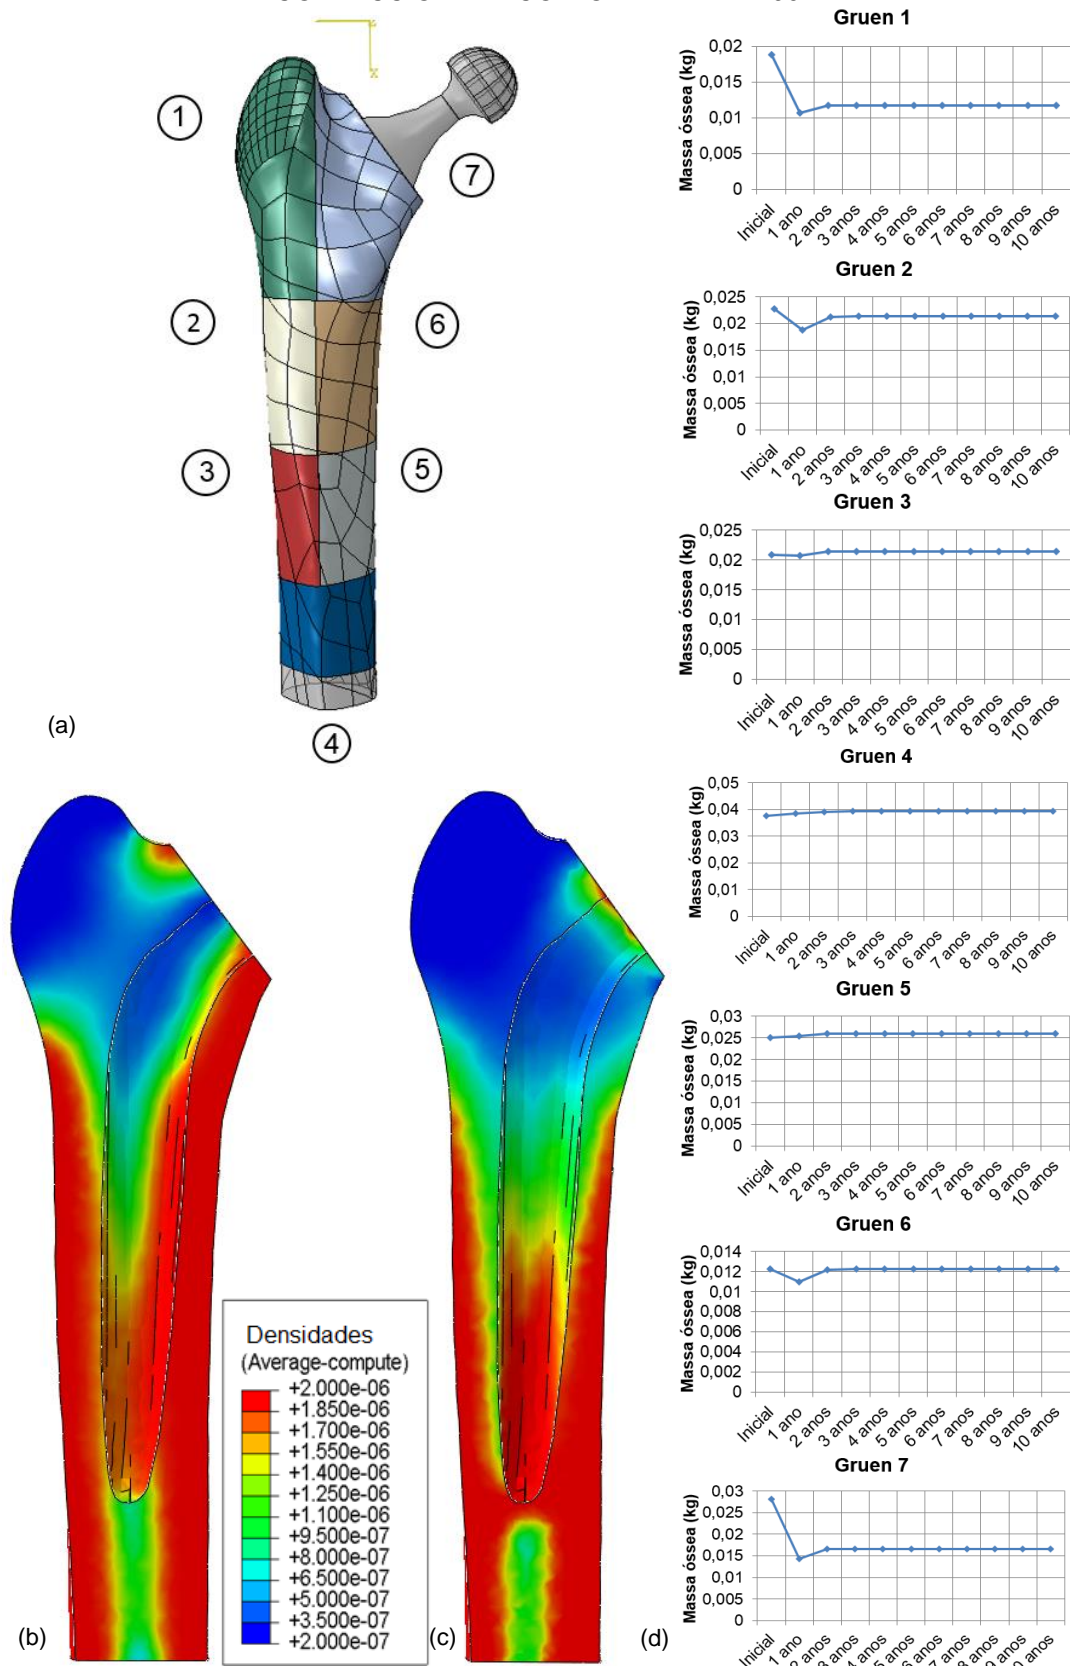 Gruen 1
Massa óssea (kg)
0,02
0,015
0,01
0,005
0
Inicial
1 ano
2 anos
3 anos
4 anos
5 anos
6 anos
7 anos
8 anos
9 anos
10 anos
1
7
2
6
3
5
4
(a)
Gruen 2
Massa óssea (kg)
0,025
0,02
0,015
0,01
0,005
0
Inicial
1 ano
2 anos
3 anos
4 anos
5 anos
6 anos
7 anos
8 anos
9 anos
10 anos
Gruen 3
Massa óssea (kg)
0,025
0,02
0,015
0,01
0,005
0
Inicial
1 ano
2 anos
3 anos
4 anos
5 anos
6 anos
7 anos
8 anos
9 anos
10 anos
Gruen 4
Massa óssea (kg)
0,05
0,04
0,03
0,02
0,01
0
Inicial
1 ano
2 anos
3 anos
4 anos
5 anos
6 anos
7 anos
8 anos
9 anos
10 anos
Gruen 5
Massa óssea (kg)
0,03
0,025
0,02
0,015
0,01
0,005
0
Inicial
1 ano
2 anos
3 anos
4 anos
5 anos
6 anos
7 anos
8 anos
9 anos
10 anos
Gruen 6
Massa óssea (kg)
0,014
0,012
0,01
0,008
0,006
0,004
0,002
0
Inicial
1 ano
2 anos
3 anos
4 anos
5 anos
6 anos
7 anos
8 anos
9 anos
10 anos
Gruen 7
Massa óssea (kg)
0,03
0,025
0,02
0,015
0,01
0,005
0
Inicial
1 ano
anos
anos
anos
anos
anos
anos
anos
anos
anos
Densidades
(Average-compute)
+2.000e-06
+1.850e-06
+1.700e-06
+1.550e-06
+1.400e-06
+1.250e-06
+1.100e-06
+9.500e-07
+8.000e-07
+6.500e-07
+5.000e-07
+3.500e-07
+2.000e-07
(b)
(c)
(d)